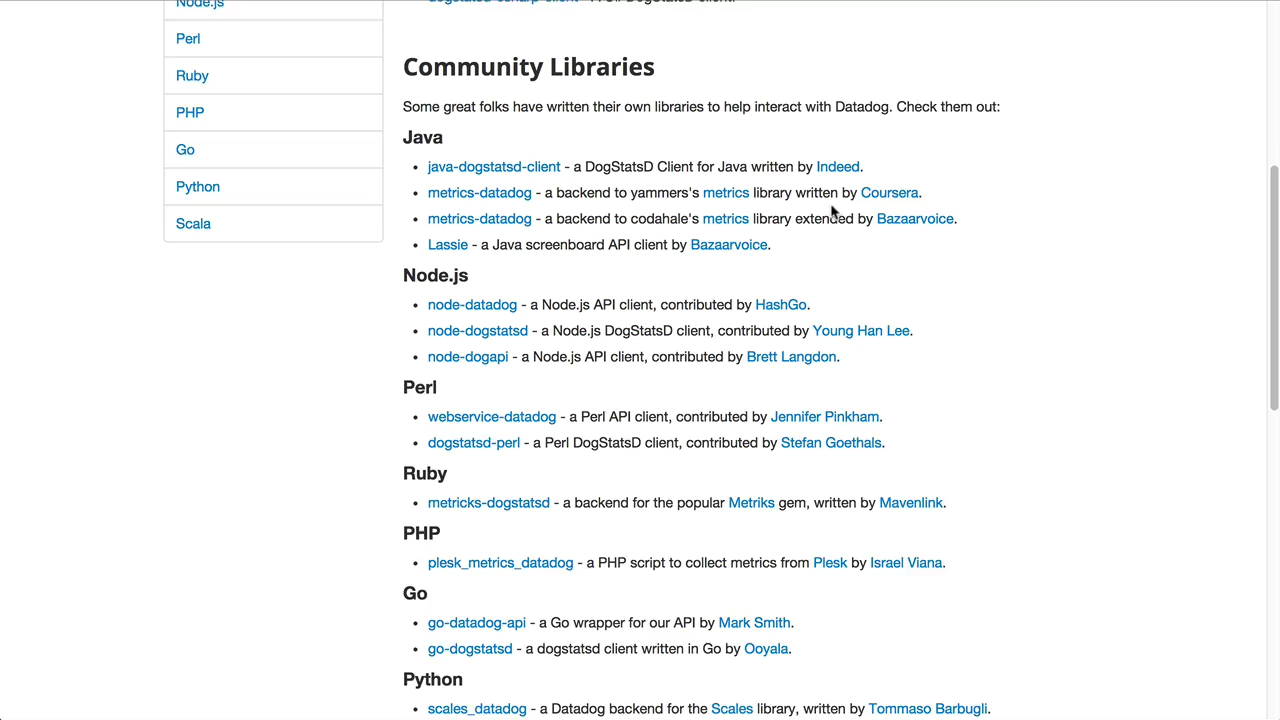 Node.js
Perl
Ruby
PHP
Go
Python
Scala
Community Libraries
Some great folks have written their own libraries to help interact with Datadog. Check them out:
Java
• java-dogstatsd-client - a DogStatsD Client for Java written by Indeed.
• metrics-datadog - a backend to yammers's metrics library written by Coursera.
• metrics-datadog - a backend to codahale's metrics library extended by Bazaarvoice.
• Lassie - a Java screenboard API client by Bazaarvoice.
Node.js
• node-datadog - a Node.js API client, contributed by HashGo.
• node-dogstatsd - a Node.js DogStatsD client, contributed by Young Han Lee.
• node-dogapi - a Node.js API client, contributed by Brett Langdon.
Perl
• webservice-datadog - a Perl API client, contributed by Jennifer Pinkham.
• dogstatsd-perl - a Perl DogStatsD client, contributed by Stefan Goethals.
Ruby
• metricks-dogstatsd - a backend for the popular Metriks gem, written by Mavenlink.
PHP
• plesk_metrics_datadog - a PHP script to collect metrics from Plesk by Israel Viana.
Go
• go-datadog-api - a Go wrapper for our API by Mark Smith.
• go-dogstatsd - a dogstatsd client written in Go by Ooyala.
Python
• scales_datadog - a Datadog backend for the Scales library, written by Tommaso Barbugli.